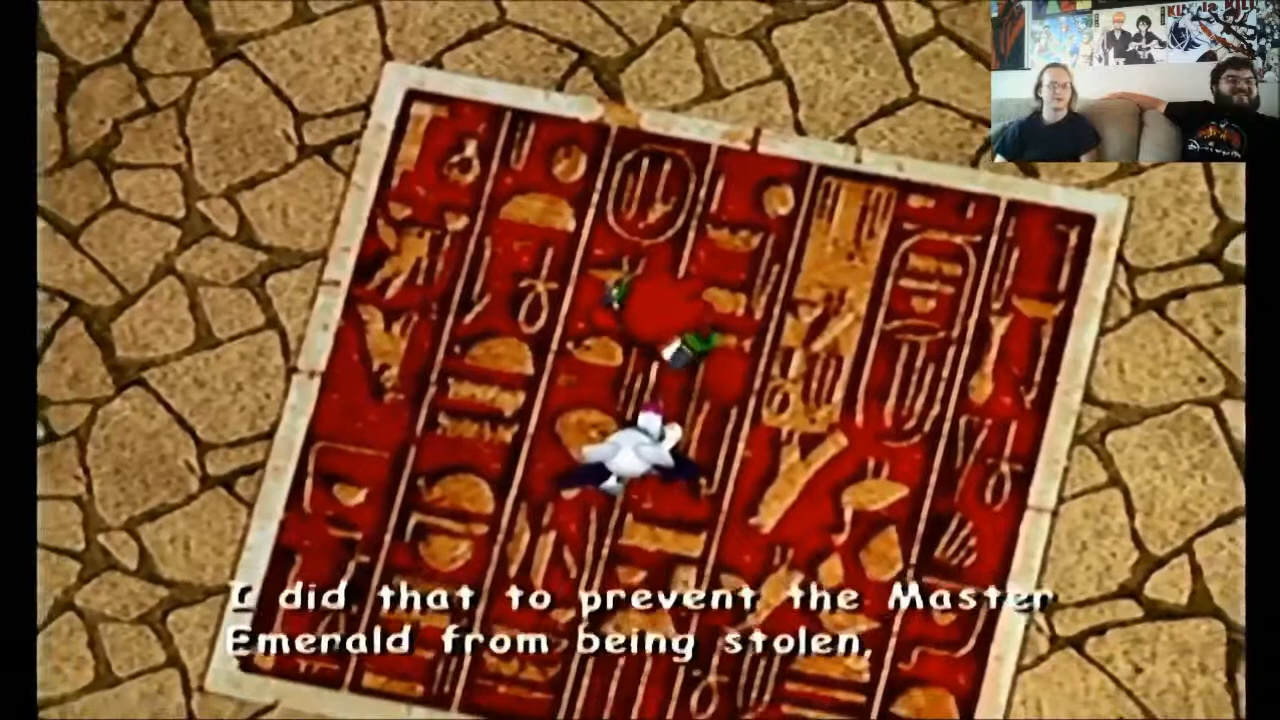 I did that to prevent the Master
Emerald from being stolen,